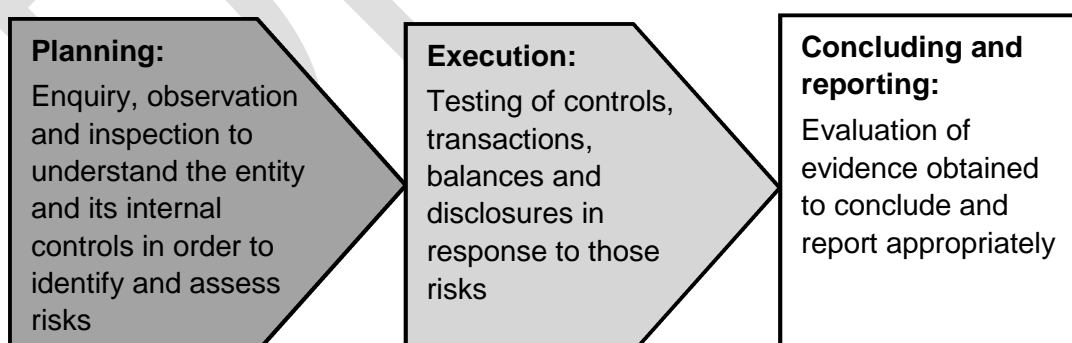 Planning:
Enquiry, observation
and inspection to
understand the entity
and its internal
controls in order to
identify and assess
risks
Execution:
Testing of controls,
transactions,
balances and
disclosures in
response to those
risks
Concluding and
reporting:
Evaluation of
evidence obtained
to conclude and
report appropriately